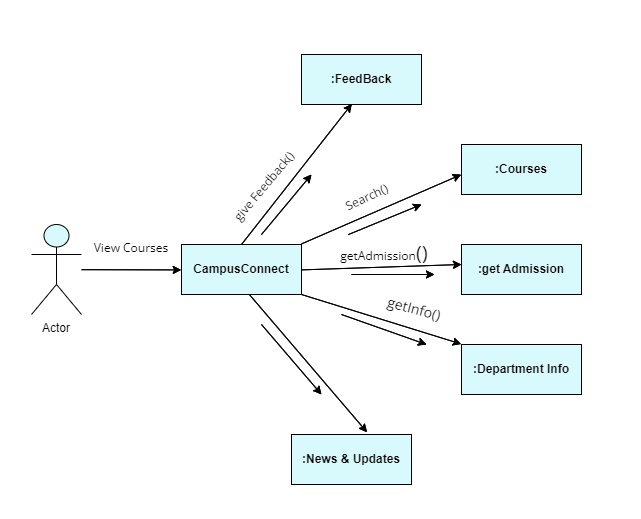 :FeedBack
give Feedback()
:Courses
Search()
View Courses
getAdmission()
CampusConnect
:get Admission
getInfo()
Actor
:Department Info
:News & Updates